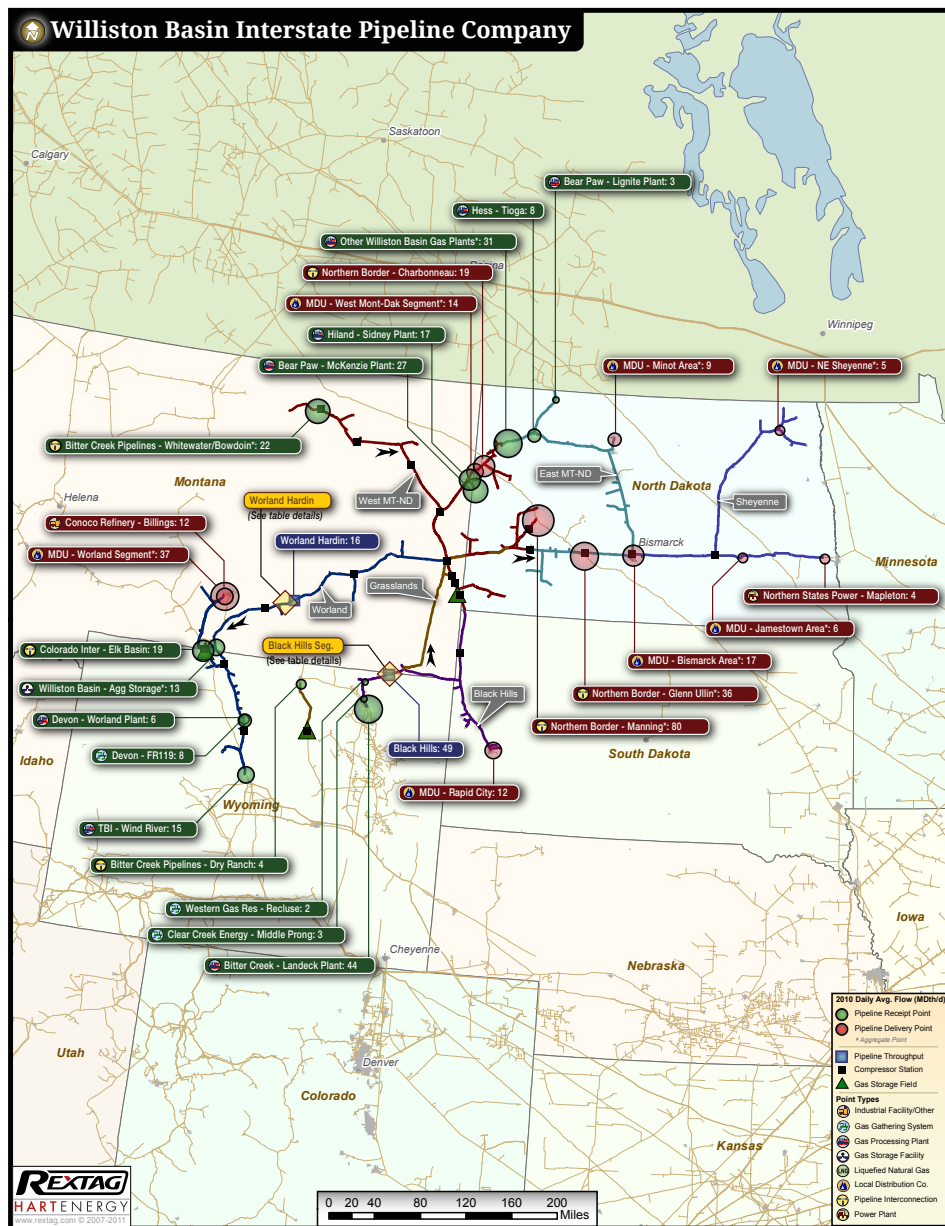 Williston Basin Interstate Pipeline Company
Saskatoon
Calgary
Bear Paw - Lignite Plant: 3
Hess - Tioga: 8
Other Williston Basin Gas Plants*: 31
Northern Border - Charbonneau: 19
MDU - West Mont-Dak Segment*: 14
Winnipeg
Hiland - Sidney Plant: 17
Bear Paw - McKenzie Plant: 27
MDU - Minot Area*: 9
MDU - NE Sheyenne*: 5
Bitter Creek Pipelines - Whitewater/Bowdoin*: 22
Montana
East MT-ND
North Dakota
West MT-ND
Sheyenne
Helena
Worland Hardin
(See table details)
Conoco Refinery - Billings: 12
Worland Hardin: 16
Bismarck
MDU - Worland Segment*: 37
Minnesota
Grasslands
Worland
Northern States Power - Mapleton: 4
MDU - Jamestown Area*: 6
Colorado Inter - Elk Basin: 19
Black Hills Seg.
(See table details)
MDU - Bismarck Area*: 17
Williston Basin - Agg Storage*: 13
Black Hills
Northern Border - Glenn Ullin*: 36
Devon - Worland Plant: 6
Northern Border - Manning*: 80
Devon - FR119: 8
Black Hills: 49
South Dakota
Idaho
MDU - Rapid City: 12
Wyoming
TBI - Wind River: 15
Bitter Creek Pipelines - Dry Ranch: 4
Western Gas Res - Recluse: 2
Iowa
Clear Creek Energy - Middle Prong: 3
Cheyenne
Bitter Creek - Landeck Plant: 44
Nebraska
Utah
Denver
Colorado
Kansas
2010 Daily Avg. Flow (MDth/d)
Pipeline Receipt Point
Pipeline Delivery Point
* Aggregate Point
Pipeline Throughput
Compressor Station
Gas Storage Field
Point Types
Industrial Facility/Other
Gas Gathering System
Gas Processing Plant
Gas Storage Facility
LNG Liquefied Natural Gas
Local Distribution Co.
Pipeline Interconnection
Power Plant
REXTAG
HARTENERGY
www.rextag.com © 2007-2011
0 20 40 80 120 160 200
Miles